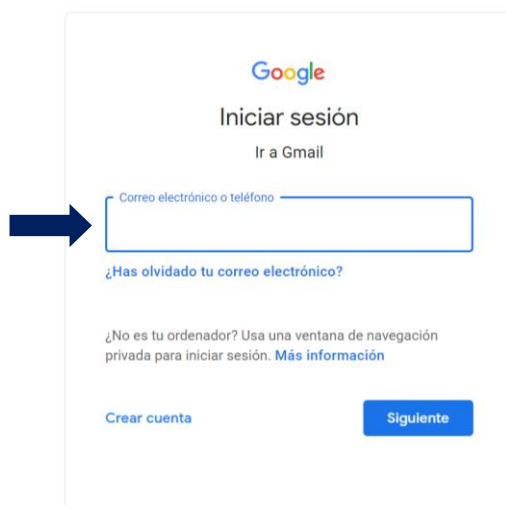 Google
Iniciar sesión
Ir a Gmail
Correo electrónico o teléfono
¿Has olvidado tu correo electrónico?
¿No es tu ordenador? Usa una ventana de navegación
privada para iniciar sesión. Más información
Crear cuenta
Siguiente